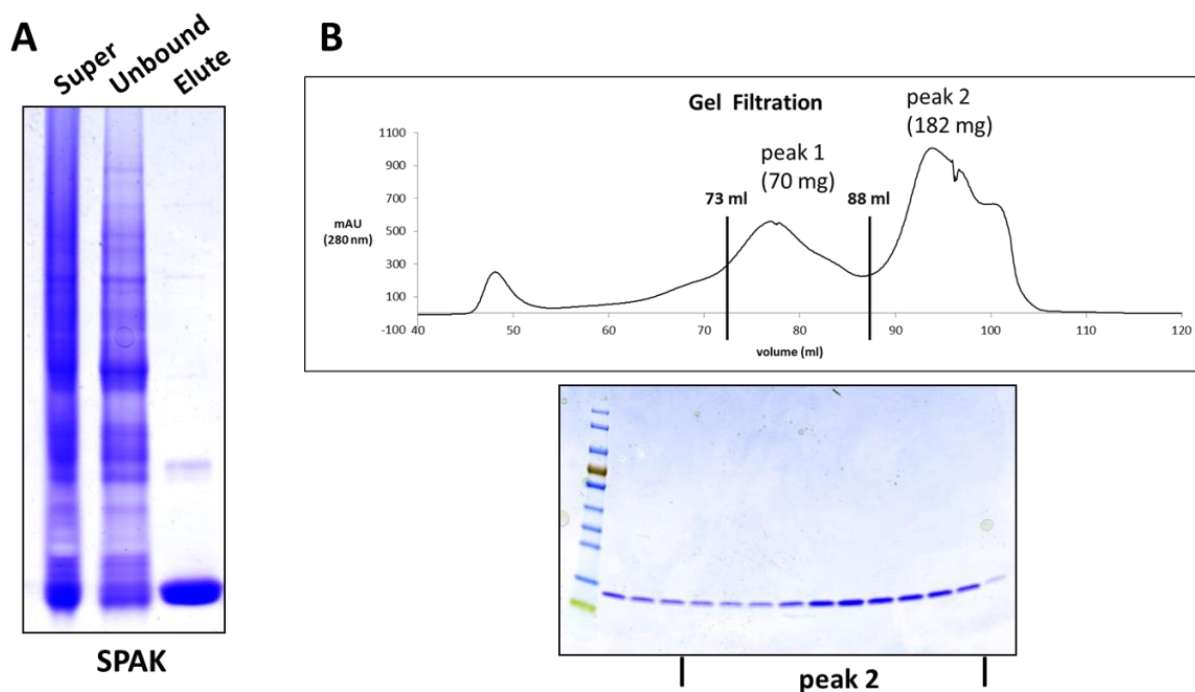 A
Super
Unbound
Elute
SPAK
B
Gel Filtration
peak 1
(70 mg)
peak 2
(182 mg)
73 ml
88 ml
mAU
(280 nm)
1100
900
700
500
300
100
-100
40
50
60
70
80
90
100
110
120
volume (ml)
peak 2